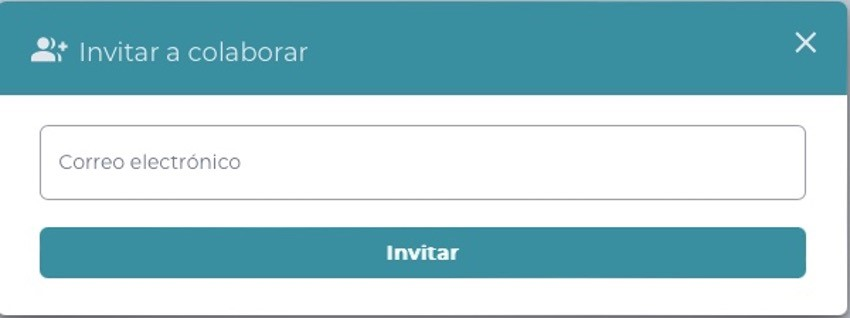 Invitar a colaborar
Correo electrónico
Invitar